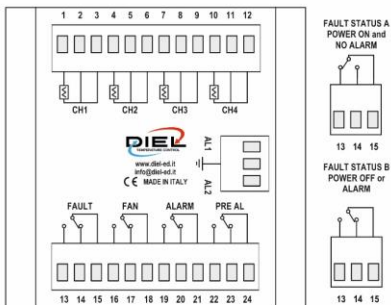 1 2 3 4 5 6 7 8 9 10 11 12
CH1 CH2 CH3 CH4
DIEL
TEMPERATURE CONTROL
www.diel-ed.it
info@diel-ed.it
CE MADE IN ITALY
AL1
AL2
FAULT FAN ALARM PRE AL
13 14 15 16 17 18 19 20 21 22 23 24
FAULT STATUS A
POWER ON and
NO ALARM
13 14 15
FAULT STATUS B
POWER OFF or
ALARM
13 14 15